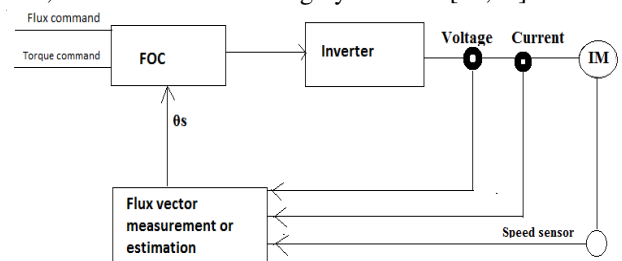 Flux command
Torque command
FOC
Inverter
Voltage
Current
IM
θs
Flux vector
measurement or
estimation
Speed sensor